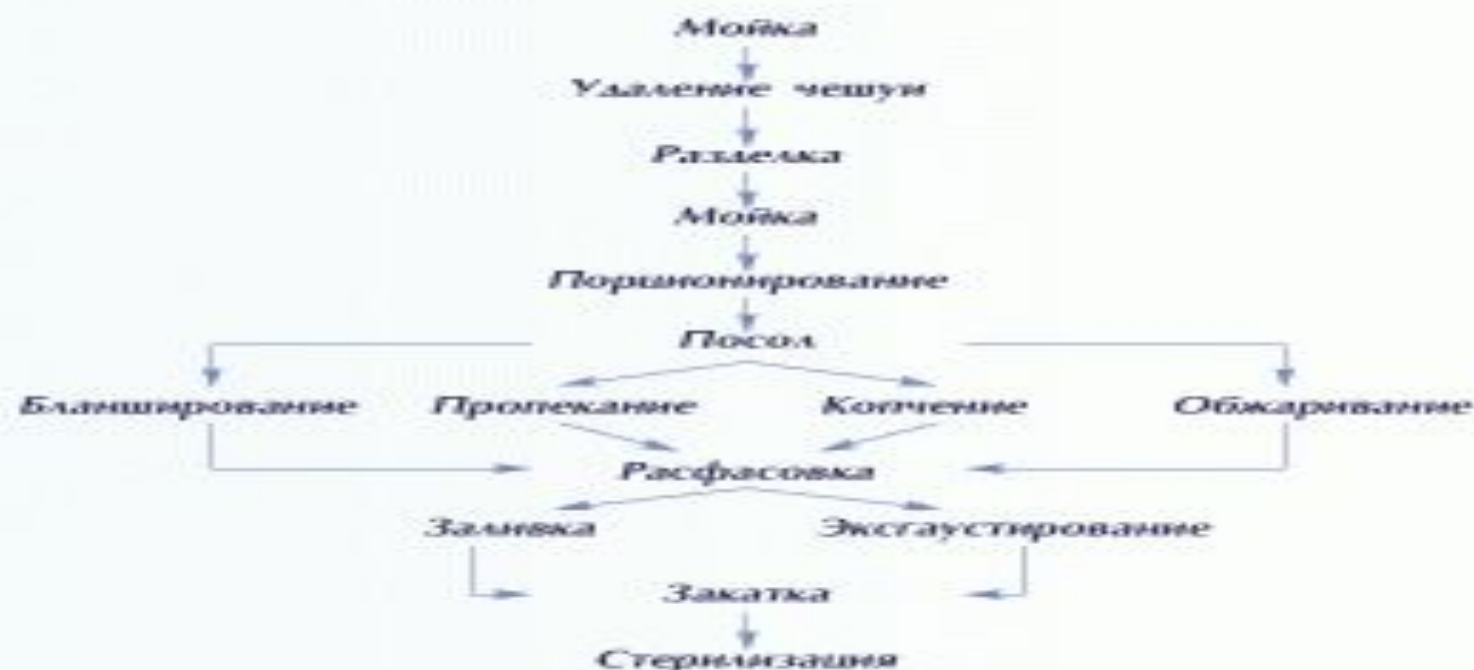 Мойка
Удаление чешуи
Разделка
Мойка
Порционирование
Посол
Бланширование Пропекание Копчение Обжаривание
Расфасовка
Заливка Эксгаустирование
Закатка
Стерилизация